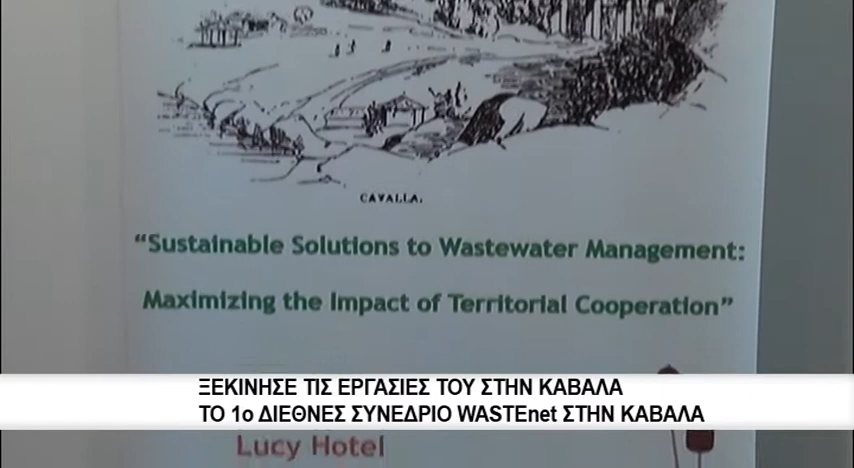 CAVALLA.
“Sustainable Solutions to Wastewater Management:
Maximizing the Impact of Territorial Cooperation”
ΞΕΚΙΝΗΣΕ ΤΙΣ ΕΡΓΑΣΙΕΣ ΤΟΥ ΣΤΗΝ ΚΑΒΑΛΑ
ΤΟ 1ο ΔΙΕΘΝΕΣ ΣΥΝΕΔΡΙΟ WASTEnet ΣΤΗΝ ΚΑΒΑΛΑ
Lucy Hotel